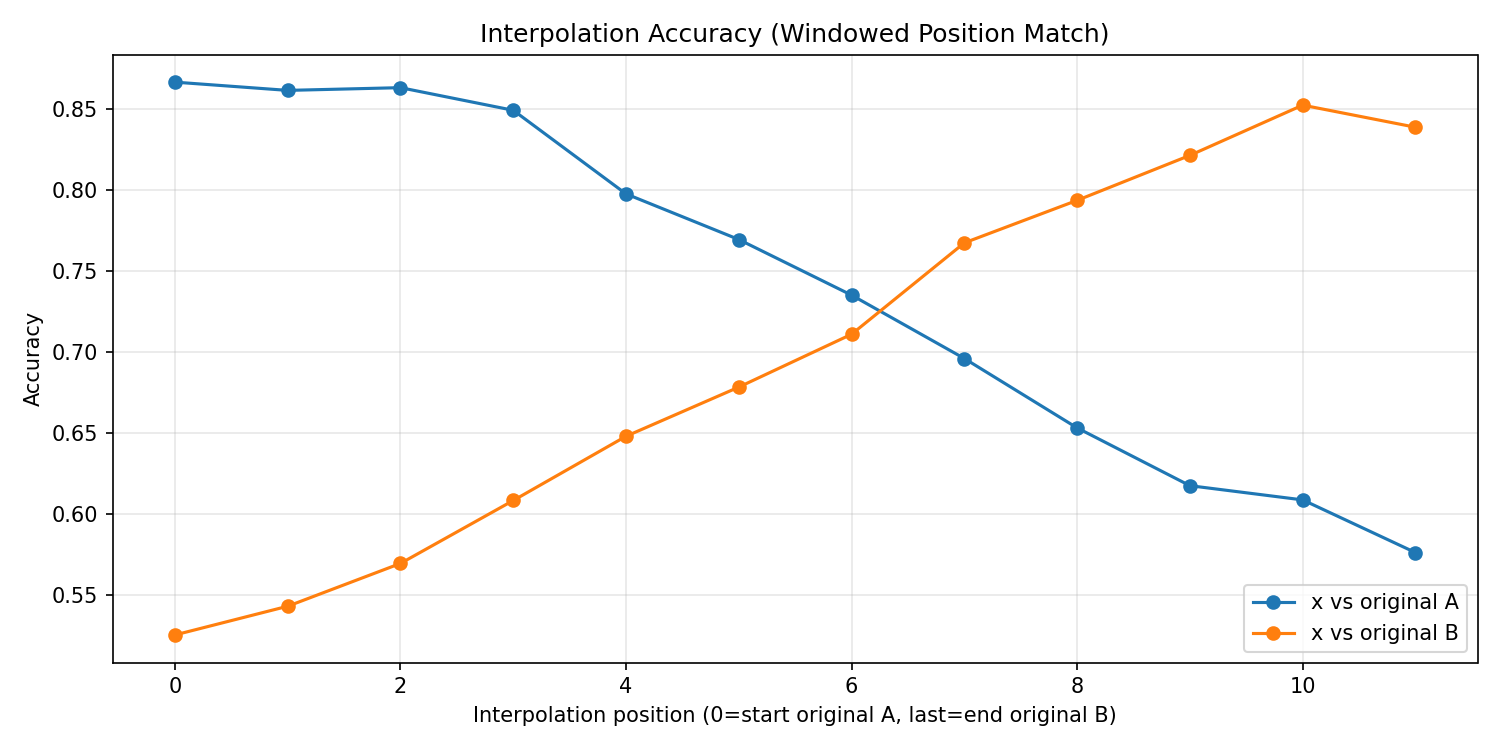 Interpolation Accuracy (Windowed Position Match)
Accuracy
0.85
0.80
0.75
0.70
0.65
0.60
0.55
0 2 4 6 8 10
Interpolation position (0=start original A, last=end original B)
x vs original A
x vs original B